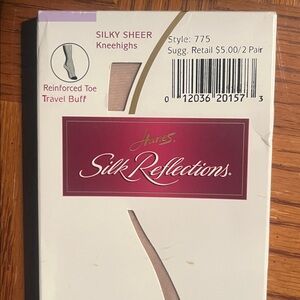 SILKY SHEER
Kneehighs
Style: 775
Sugg. Retail $5.00/2 Pair
Reinforced Toe
Travel Buff
0 12036 20157 3
Hanes.
Silk Reflections.